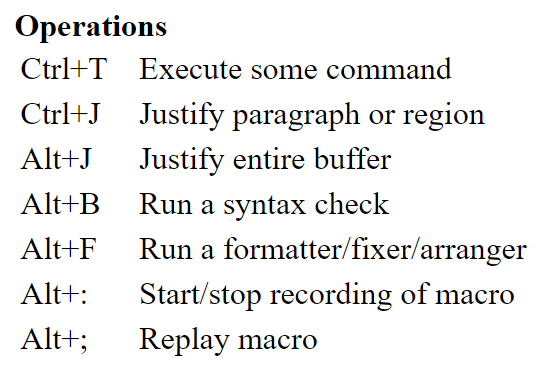 Operations
Ctrl+T Execute some command
Ctrl+J Justify paragraph or region
Alt+J Justify entire buffer
Alt+B Run a syntax check
Alt+F Run a formatter/fixer/arranger
Alt+: Start/stop recording of macro
Alt+; Replay macro